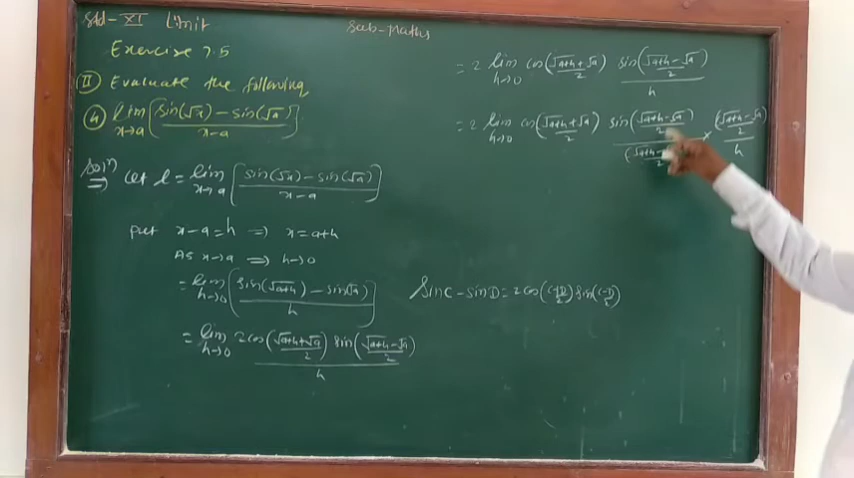 Std-XI Limit
Sub-Maths
Exercise 7.5
II Evaluate the following
4) lim x→a [sin(√x) - sin(√a) / x-a]
Solⁿ ⇒ Let l = lim x→a [sin(√x) - sin(√a) / x-a]
put x-a=h ⇒ x=a+h
As x→a ⇒ h→0
= lim h→0 [sin(√a+h) - sin(√a) / h]
= lim h→0 2cos(√a+h+√a / 2) sin(√a+h-√a / 2) / h
SinC - sinD = 2cos(C+D / 2) sin(C-D / 2)
= 2 lim h→0 cos(√a+h+√a / 2) sin(√a+h-√a / 2) / h
= 2 lim h→0 cos(√a+h+√a / 2) sin(√a+h-√a / 2) / (√a+h- × (√a+h-√a / 2) / h